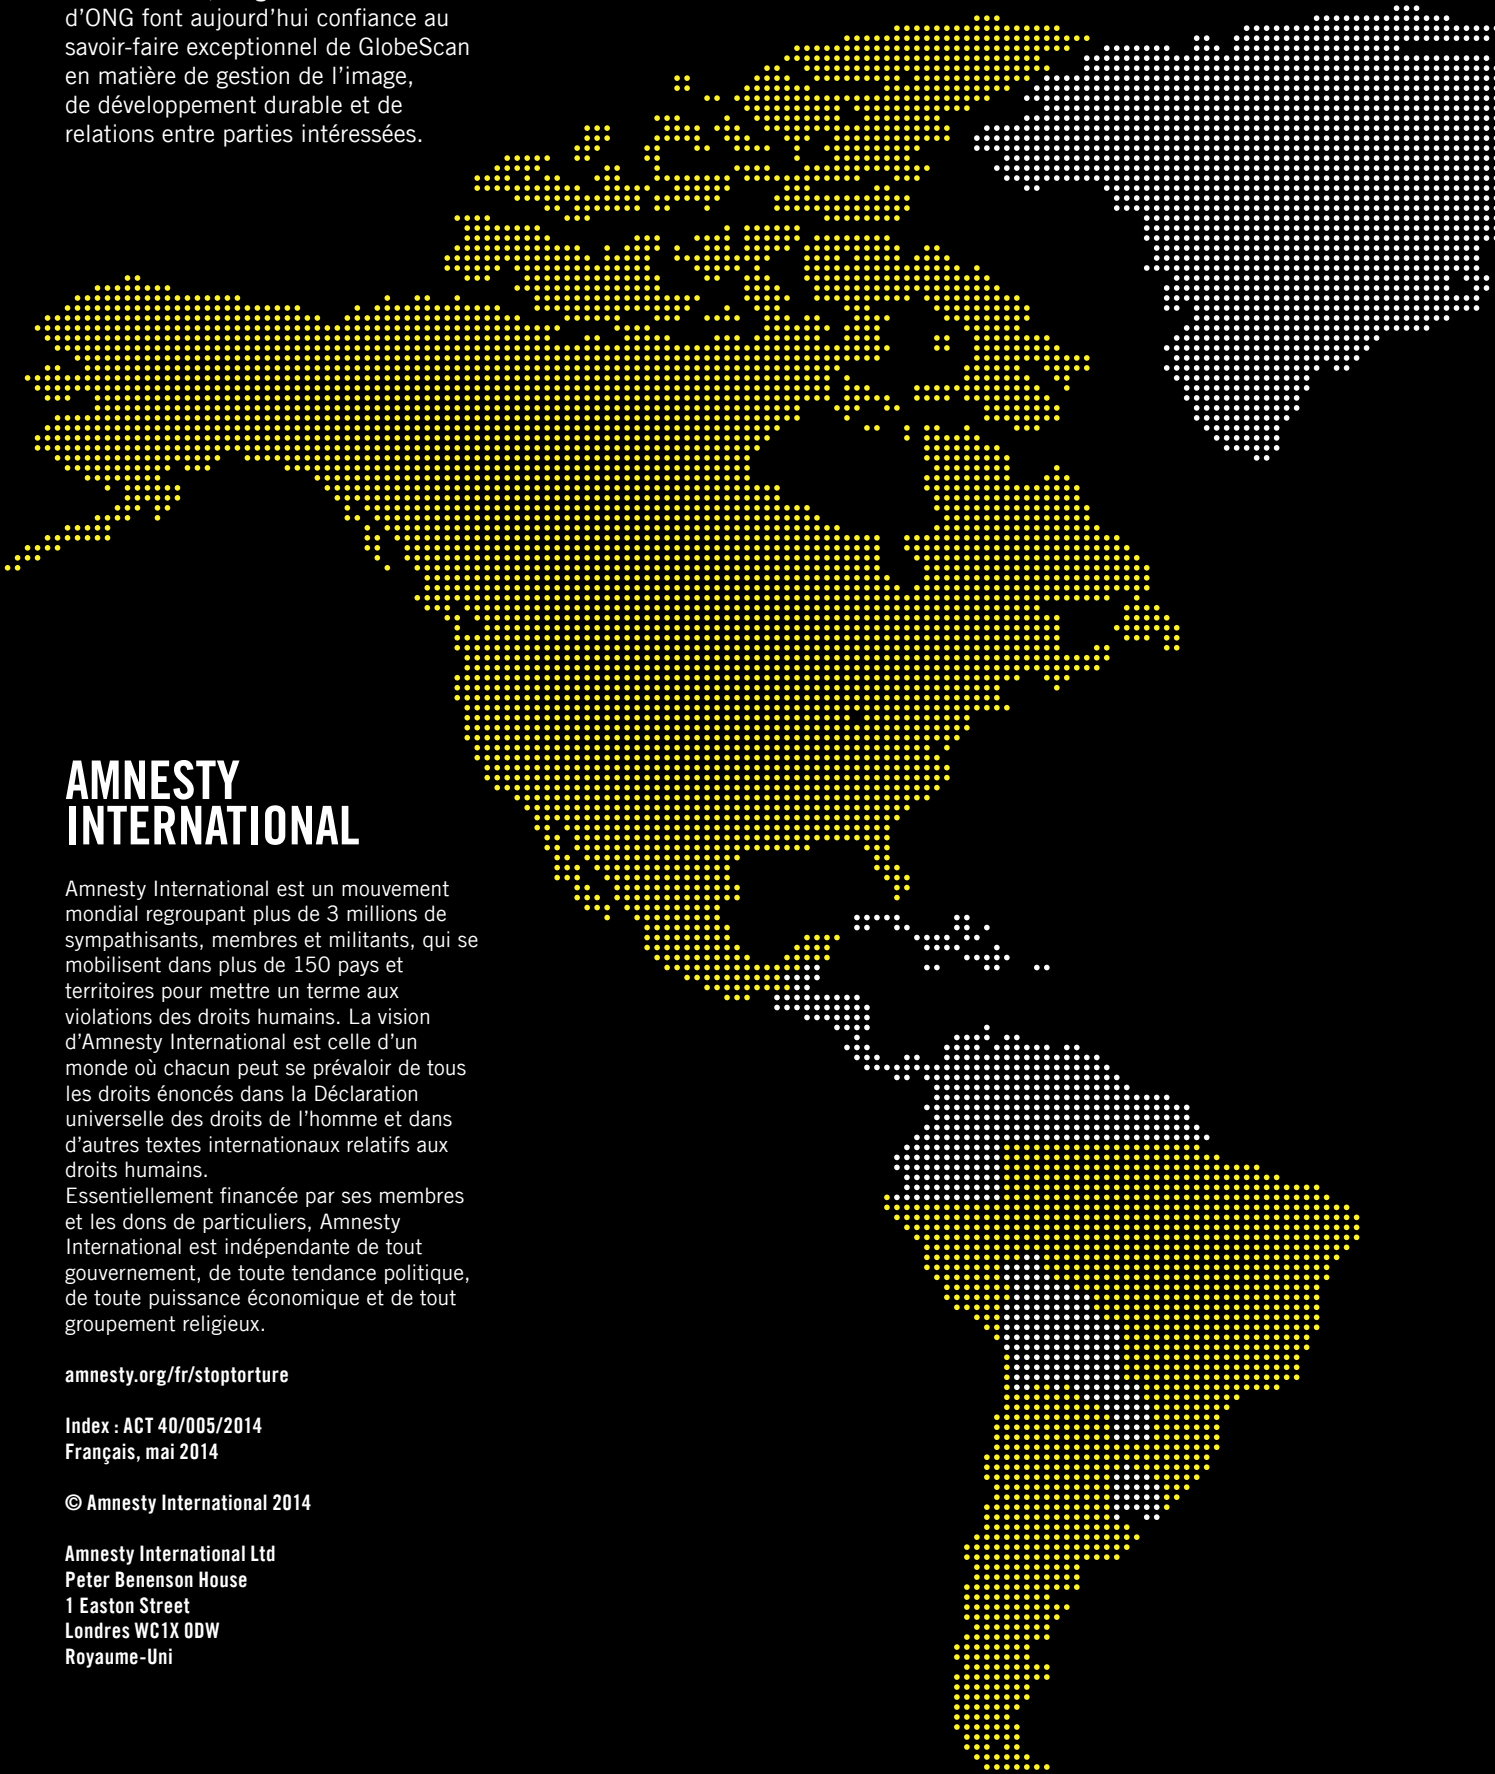 d’ONG font aujourd’hui confiance au
savoir-faire exceptionnel de GlobeScan
en matière de gestion de l’image,
de développement durable et de
relations entre parties intéressées.
AMNESTY
INTERNATIONAL
Amnesty International est un mouvement
mondial regroupant plus de 3 millions de
sympathisants, membres et militants, qui se
mobilisent dans plus de 150 pays et
territoires pour mettre un terme aux
violations des droits humains. La vision
d’Amnesty International est celle d’un
monde où chacun peut se prévaloir de tous
les droits énoncés dans la Déclaration
universelle des droits de l’homme et dans
d’autres textes internationaux relatifs aux
droits humains.
Essentiellement financée par ses membres
et les dons de particuliers, Amnesty
International est indépendante de tout
gouvernement, de toute tendance politique,
de toute puissance économique et de tout
groupement religieux.
amnesty.org/fr/stoptorture
Index : ACT 40/005/2014
Français, mai 2014
© Amnesty International 2014
Amnesty International Ltd
Peter Benenson House
1 Easton Street
Londres WC1X 0DW
Royaume-Uni